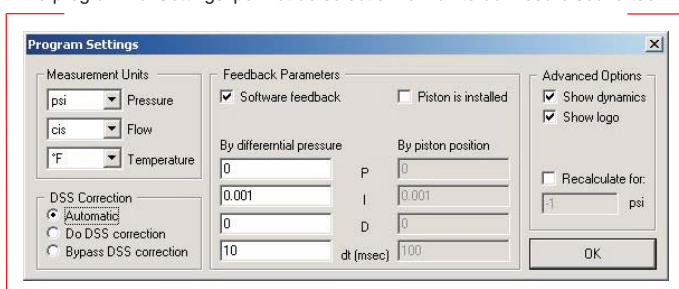 Program Settings
Measurement Units
psi Pressure
cis Flow
°F Temperature
DSS Correction
Automatic
Do DSS correction
Bypass DSS correction
Feedback Parameters
Software feedback
Piston is installed
By differerntial pressure
By piston position
0 P 0
0.001 I 0.001
0 D 0
10 dt (msec) 100
Advanced Options
Show dynamics
Show logo
Recalculate for:
-1 psi
OK